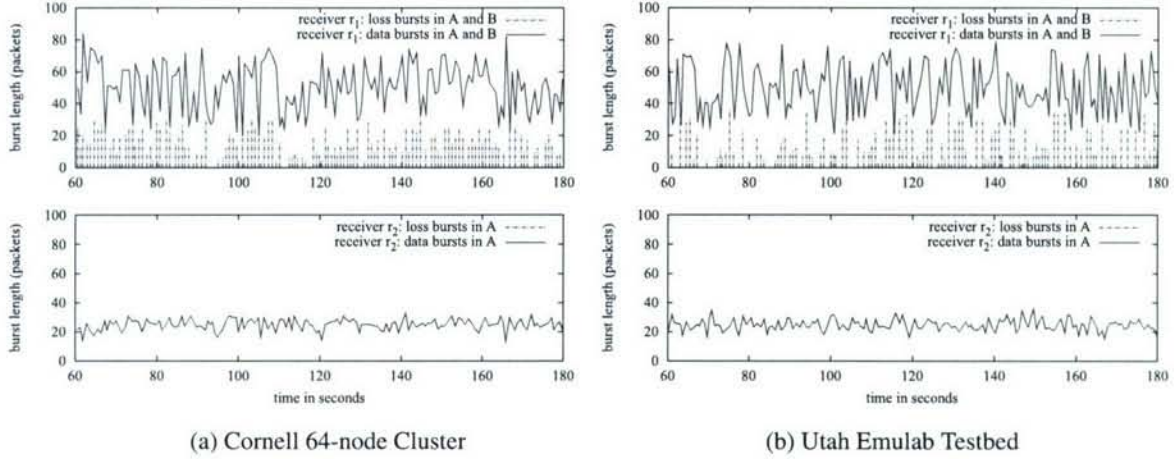 burst length (packets)
100
80
60
40
20
0
60 80 100 120 140 160 180
receiver r1: loss bursts in A and B
receiver r1: data bursts in A and B
burst length (packets)
100
80
60
40
20
0
60 80 100 120 140 160 180
receiver r2: loss bursts in A
receiver r2: data bursts in A
time in seconds
(a) Cornell 64-node Cluster
burst length (packets)
100
80
60
40
20
0
60 80 100 120 140 160 180
receiver r1: loss bursts in A and B
receiver r1: data bursts in A and B
burst length (packets)
100
80
60
40
20
0
60 80 100 120 140 160 180
receiver r2: loss bursts in A
receiver r2: data bursts in A
time in seconds
(b) Utah Emulab Testbed